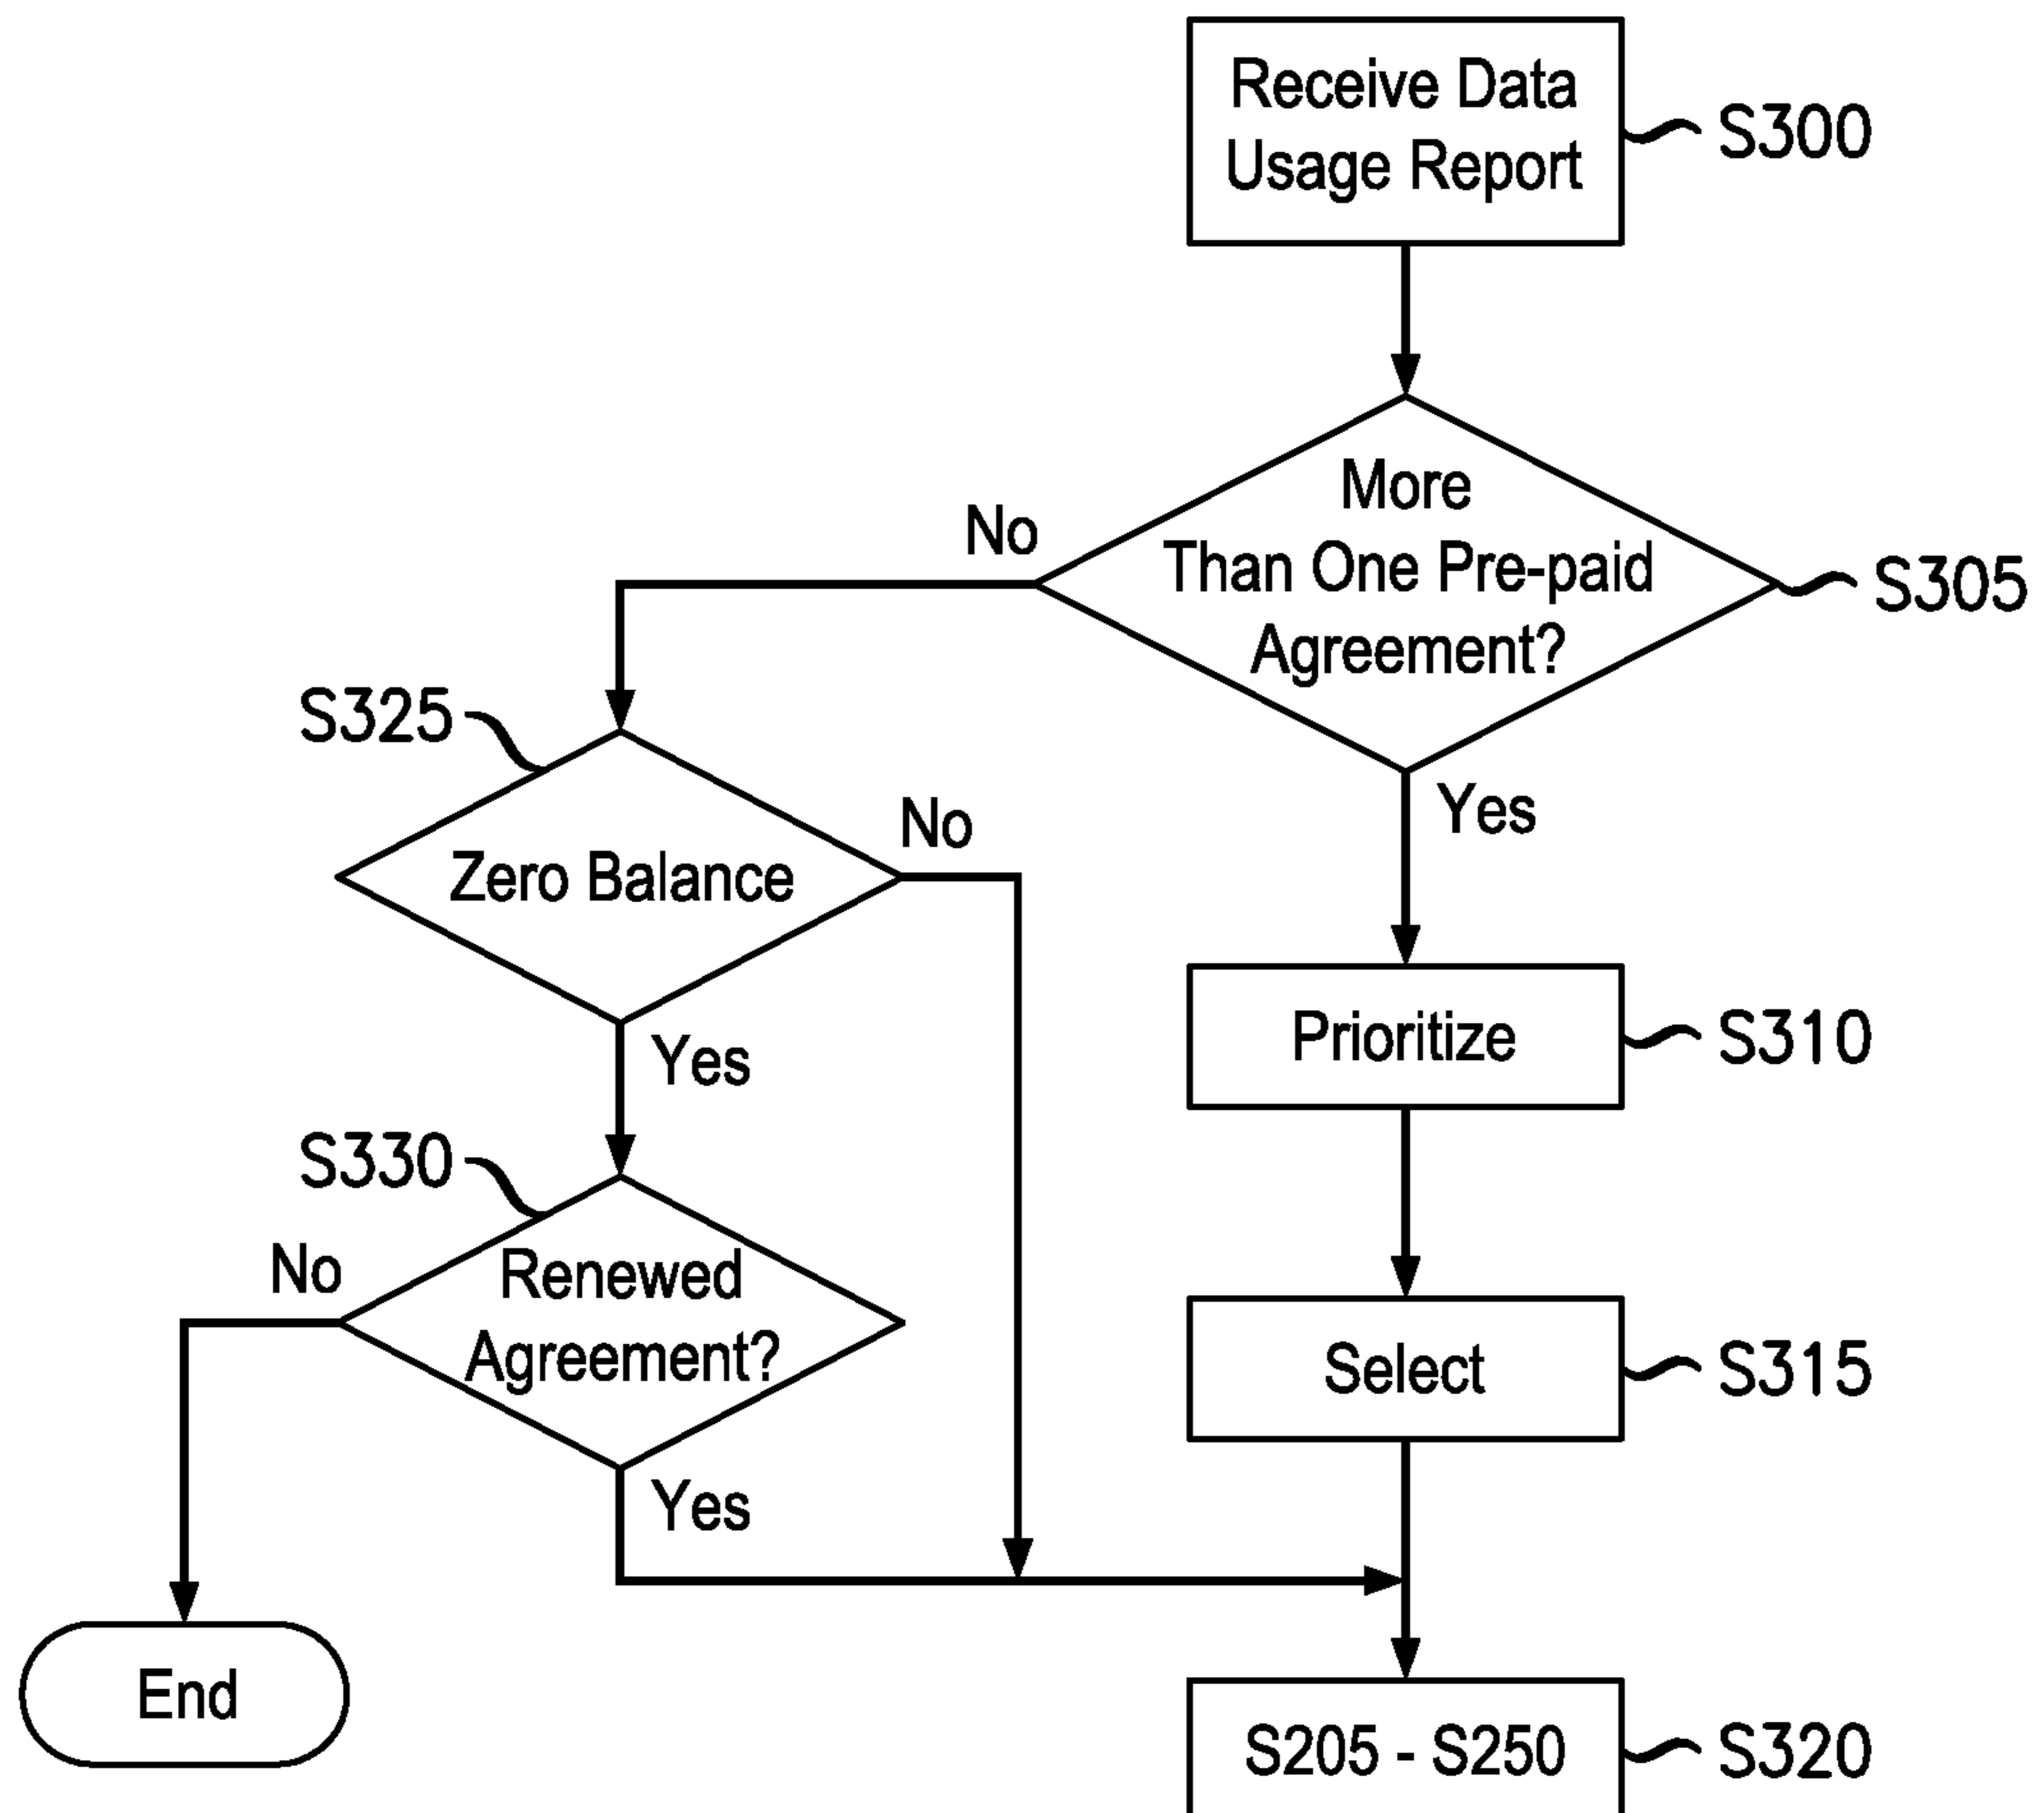 Receive Data
Usage Report
S300
More
Than One Pre-paid
Agreement?
S305
No
Yes
S325
Zero Balance
No
Yes
Prioritize
S310
S330
Renewed
Agreement?
No
Yes
Select
S315
End
S205 - S250
S320